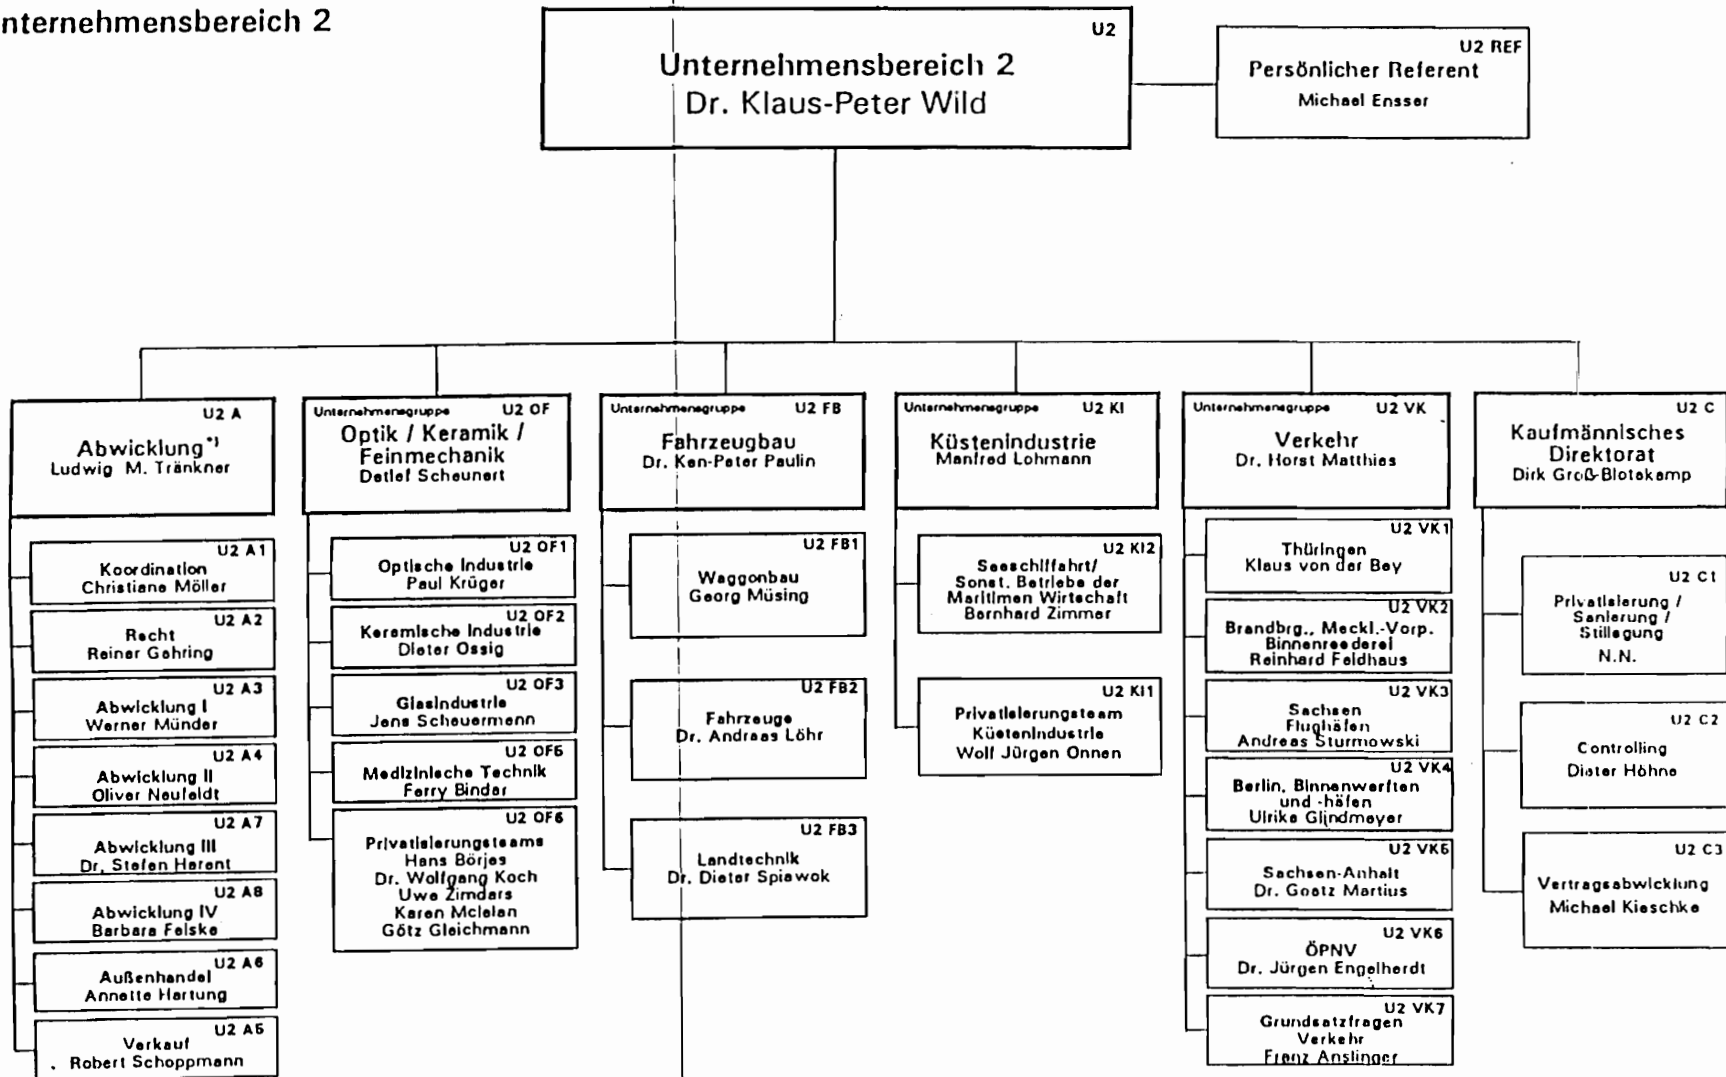 nternehmensbereich 2
U2
Unternehmensbereich 2
Dr. Klaus-Peter Wild
U2 REF
Persönlicher Referent
Michael Ensser
U2 A
Abwicklung *)
Ludwig M. Tränkner
U2 A1
Koordination
Christiane Möller
U2 A2
Recht
Reiner Gehring
U2 A3
Abwicklung I
Werner Münder
U2 A4
Abwicklung II
Oliver Neufeldt
U2 A7
Abwicklung III
Dr. Stefan Harant
U2 A8
Abwicklung IV
Barbara Felske
U2 A6
Außenhandel
Annette Hartung
U2 A5
Verkauf
Robert Schoppmann
Unternehmensgruppe U2 OF
Optik / Keramik /
Feinmechanik
Detlef Scheunert
U2 OF1
Optische Industrie
Paul Krüger
U2 OF2
Keramische Industrie
Dieter Ossig
U2 OF3
Glasindustrie
Jens Scheuermann
U2 OF5
Medizinische Technik
Ferry Binder
U2 OF6
Privatisierungsteams
Hans Börjes
Dr. Wolfgang Koch
Uwe Zimdars
Karen Mclelan
Götz Gleichmann
Unternehmensgruppe U2 FB
Fahrzeugbau
Dr. Ken-Peter Paulin
U2 FB1
Waggonbau
Georg Müsing
U2 FB2
Fahrzeuge
Dr. Andreas Löhr
U2 FB3
Landtechnik
Dr. Dieter Spiewok
Unternehmensgruppe U2 KI
Küstenindustrie
Manfred Lohmann
U2 KI2
Seeschiffahrt/
Sonst. Betriebe der
Maritimen Wirtschaft
Bernhard Zimmer
U2 KI1
Privatisierungsteam
Küstenindustrie
Wolf Jürgen Onnen
Unternehmensgruppe U2 VK
Verkehr
Dr. Horst Matthies
U2 VK1
Thüringen
Klaus von der Bey
U2 VK2
Brandbrg., Meckl.-Vorp.
Binnenreederei
Reinhard Feldhaus
U2 VK3
Sachsen
Flughäfen
Andreas Sturmowski
U2 VK4
Berlin, Binnenwerften
und -häfen
Ulrike Glindmeyer
U2 VK5
Sachsen-Anhalt
Dr. Goetz Martius
U2 VK6
ÖPNV
Dr. Jürgen Engelhardt
U2 VK7
Grundsatzfragen
Verkehr
Franz Anslinger
U2 C
Kaufmännisches
Direktorat
Dirk Groß-Blotekamp
U2 C1
Privatisierung /
Sanierung /
Stillegung
N.N.
U2 C2
Controlling
Dieter Höhne
U2 C3
Vertragsabwicklung
Michael Kieschke